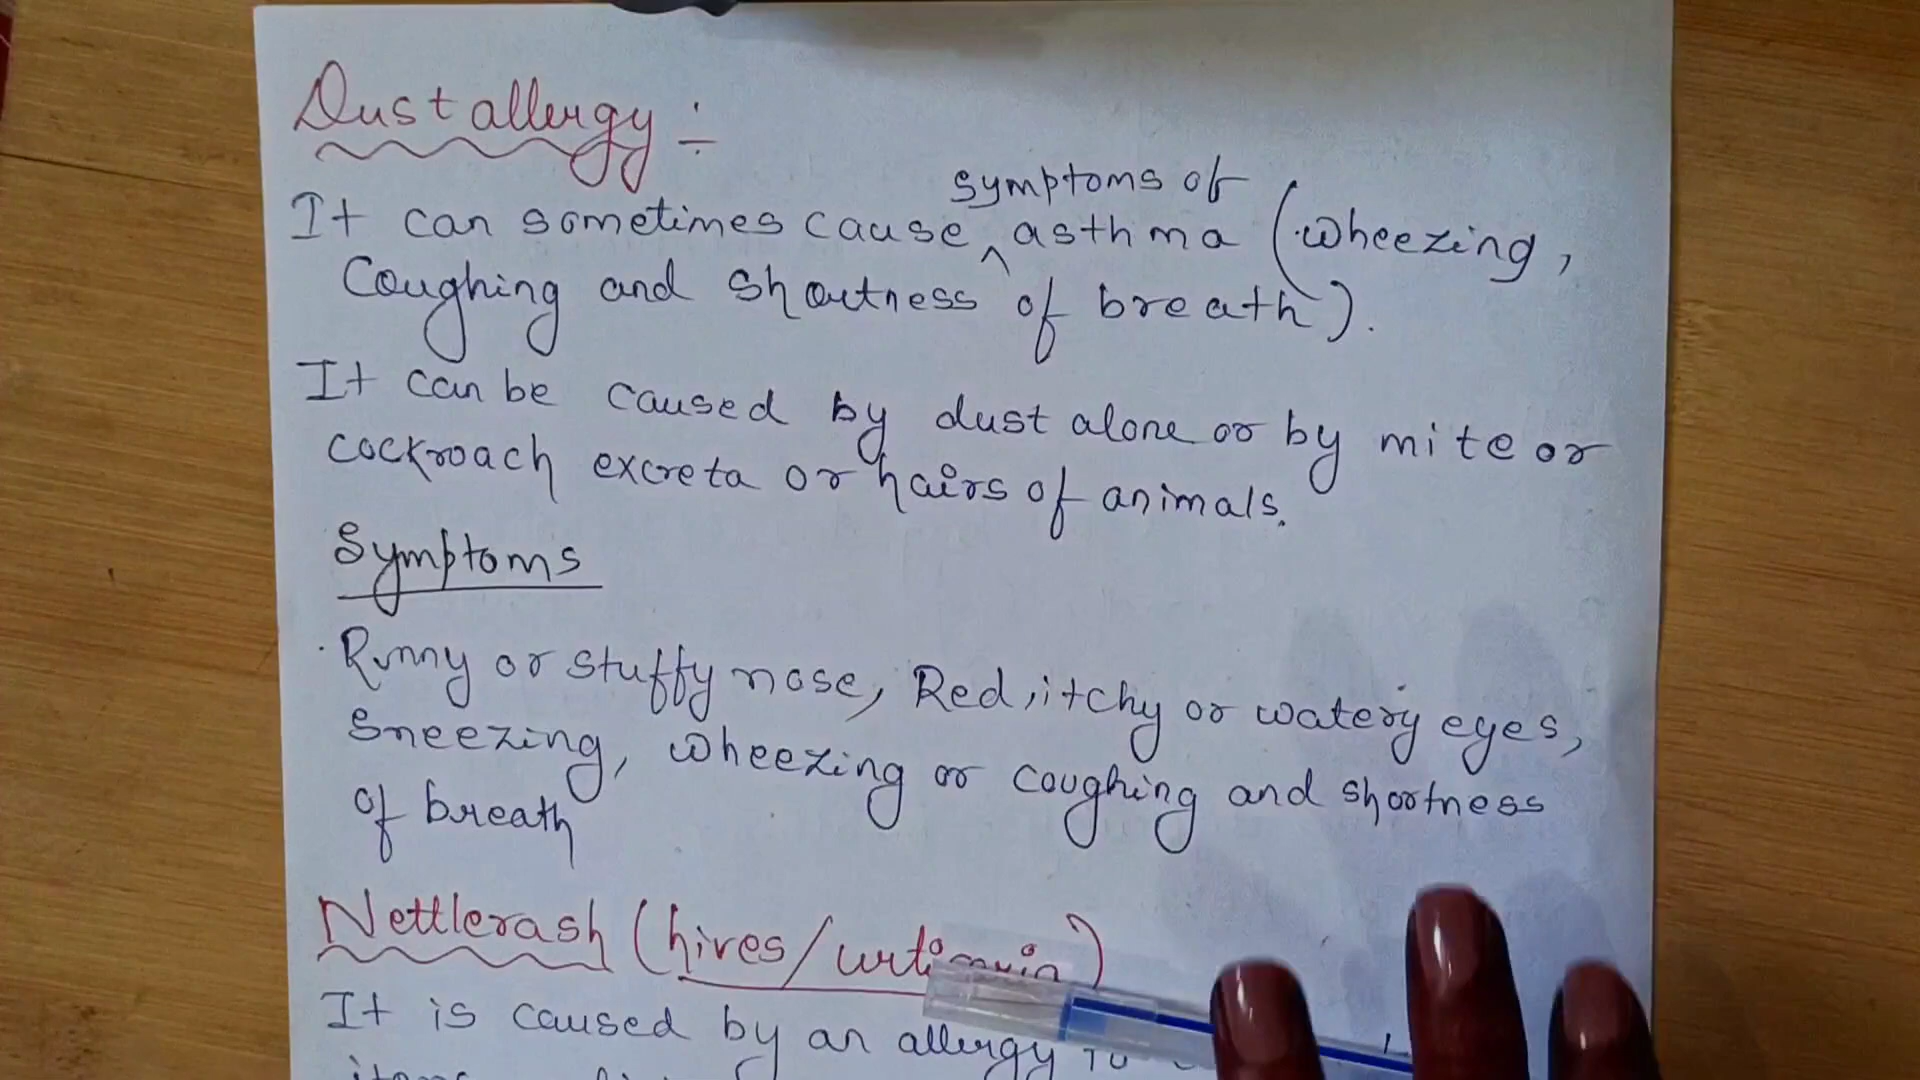 Dust allergy :-
symptoms of
It can sometimes cause ^ asthma (wheezing,
Coughing and shortness of breath).
It can be caused by dust alone or by mite or
cockroach excreta or hairs of animals.
Symptoms
Runny or stuffy nose, Red, itchy or watery eyes,
Sneezing, wheezing or coughing and shortness
of breath
Nettlerash (hives/
It is caused by an allergy to